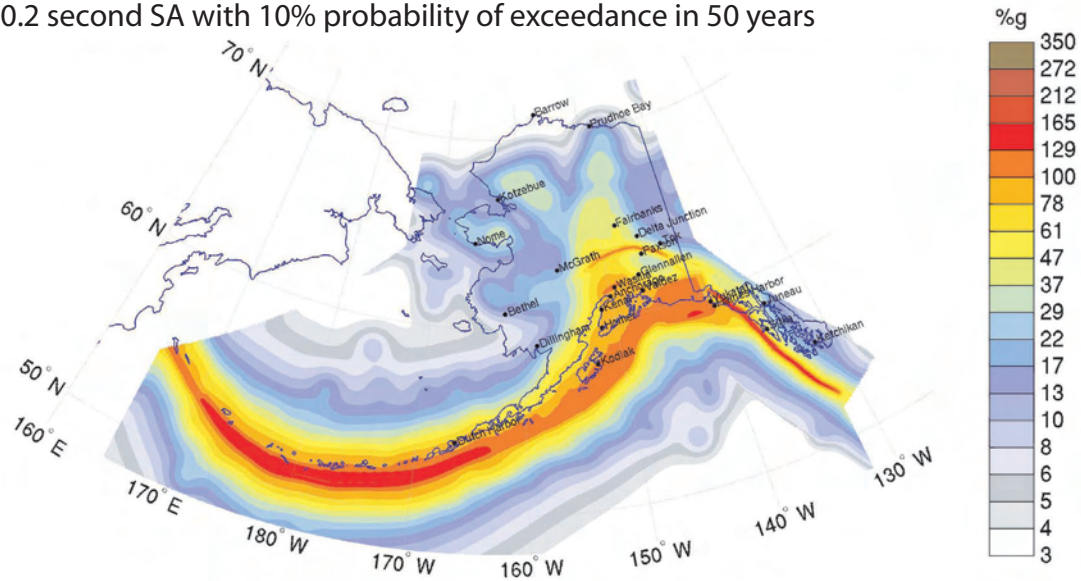 0.2 second SA with 10% probability of exceedance in 50 years
%g
350
272
212
165
129
100
78
61
47
37
29
22
17
13
10
8
6
5
4
3
70° N
60° N
50° N
160° E
170° E
180° W
170° W
160° W
150° W
140° W
130° W
Barrow
Prudhoe Bay
Kotzebue
Nome
Fairbanks
Delta Junction
Tok
Paxson
McGrath
Glennallen
Wasilla
Anchorage
Valdez
Kenai
Homer
Bethel
Dillingham
Kodiak
Dutch Harbor
Yakutat
Juneau
Ketchikan